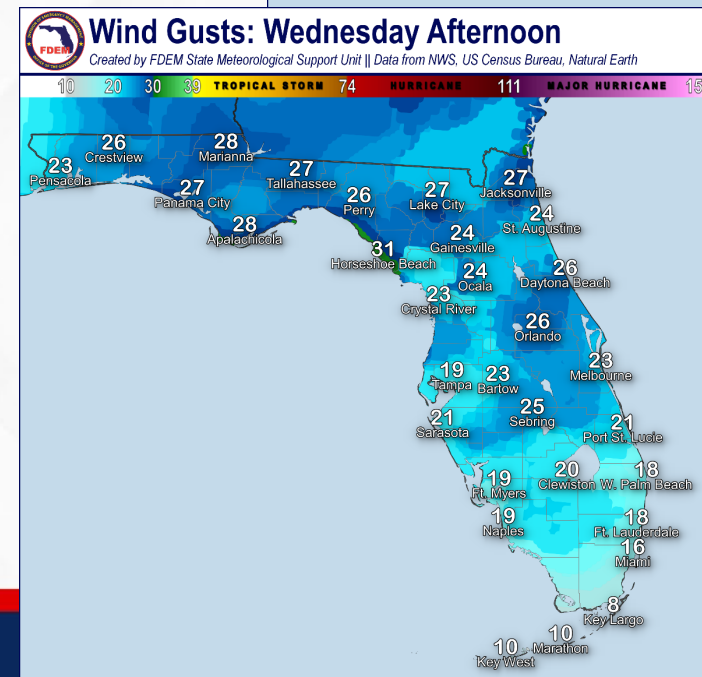 FDEM
Wind Gusts: Wednesday Afternoon
Created by FDEM State Meteorological Support Unit || Data from NWS, US Census Bureau, Natural Earth
10 20 30 39 TROPICAL STORM 74 HURRICANE 111 MAJOR HURRICANE 15
26
Crestview
28
Marianna
23
Pensacola
27
Tallahassee
27
Panama City
26
Perry
27
Lake City
27
Jacksonville
28
Apalachicola
24
St. Augustine
24
Gainesville
31
Horseshoe Beach
24
Ocala
26
Daytona Beach
23
Crystal River
26
Orlando
23
Melbourne
19
Tampa
23
Bartow
25
Sebring
21
Sarasota
21
Port St. Lucie
19
Ft. Myers
20
Clewiston
18
W. Palm Beach
19
Naples
18
Ft. Lauderdale
16
Miami
8
Key Largo
10
Marathon
10
Key West